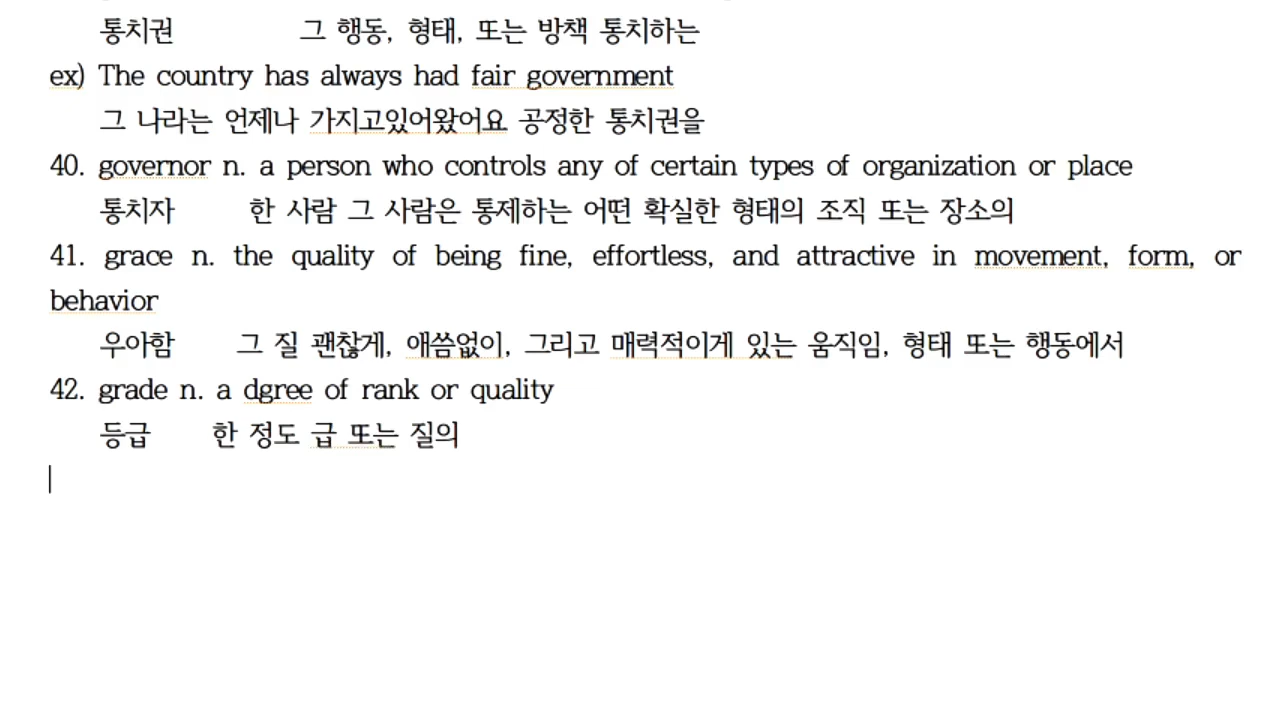 통치권 그 행동, 형태, 또는 방책 통치하는
ex) The country has always had fair government
그 나라는 언제나 가지고있어왔어요 공정한 통치권을
40. governor n. a person who controls any of certain types of organization or place
통치자 한 사람 그 사람은 통제하는 어떤 확실한 형태의 조직 또는 장소의
41. grace n. the quality of being fine, effortless, and attractive in movement, form, or
behavior
우아함 그 질 괜찮게, 애씀없이, 그리고 매력적이게 있는 움직임, 형태 또는 행동에서
42. grade n. a dgree of rank or quality
등급 한 정도 급 또는 질의